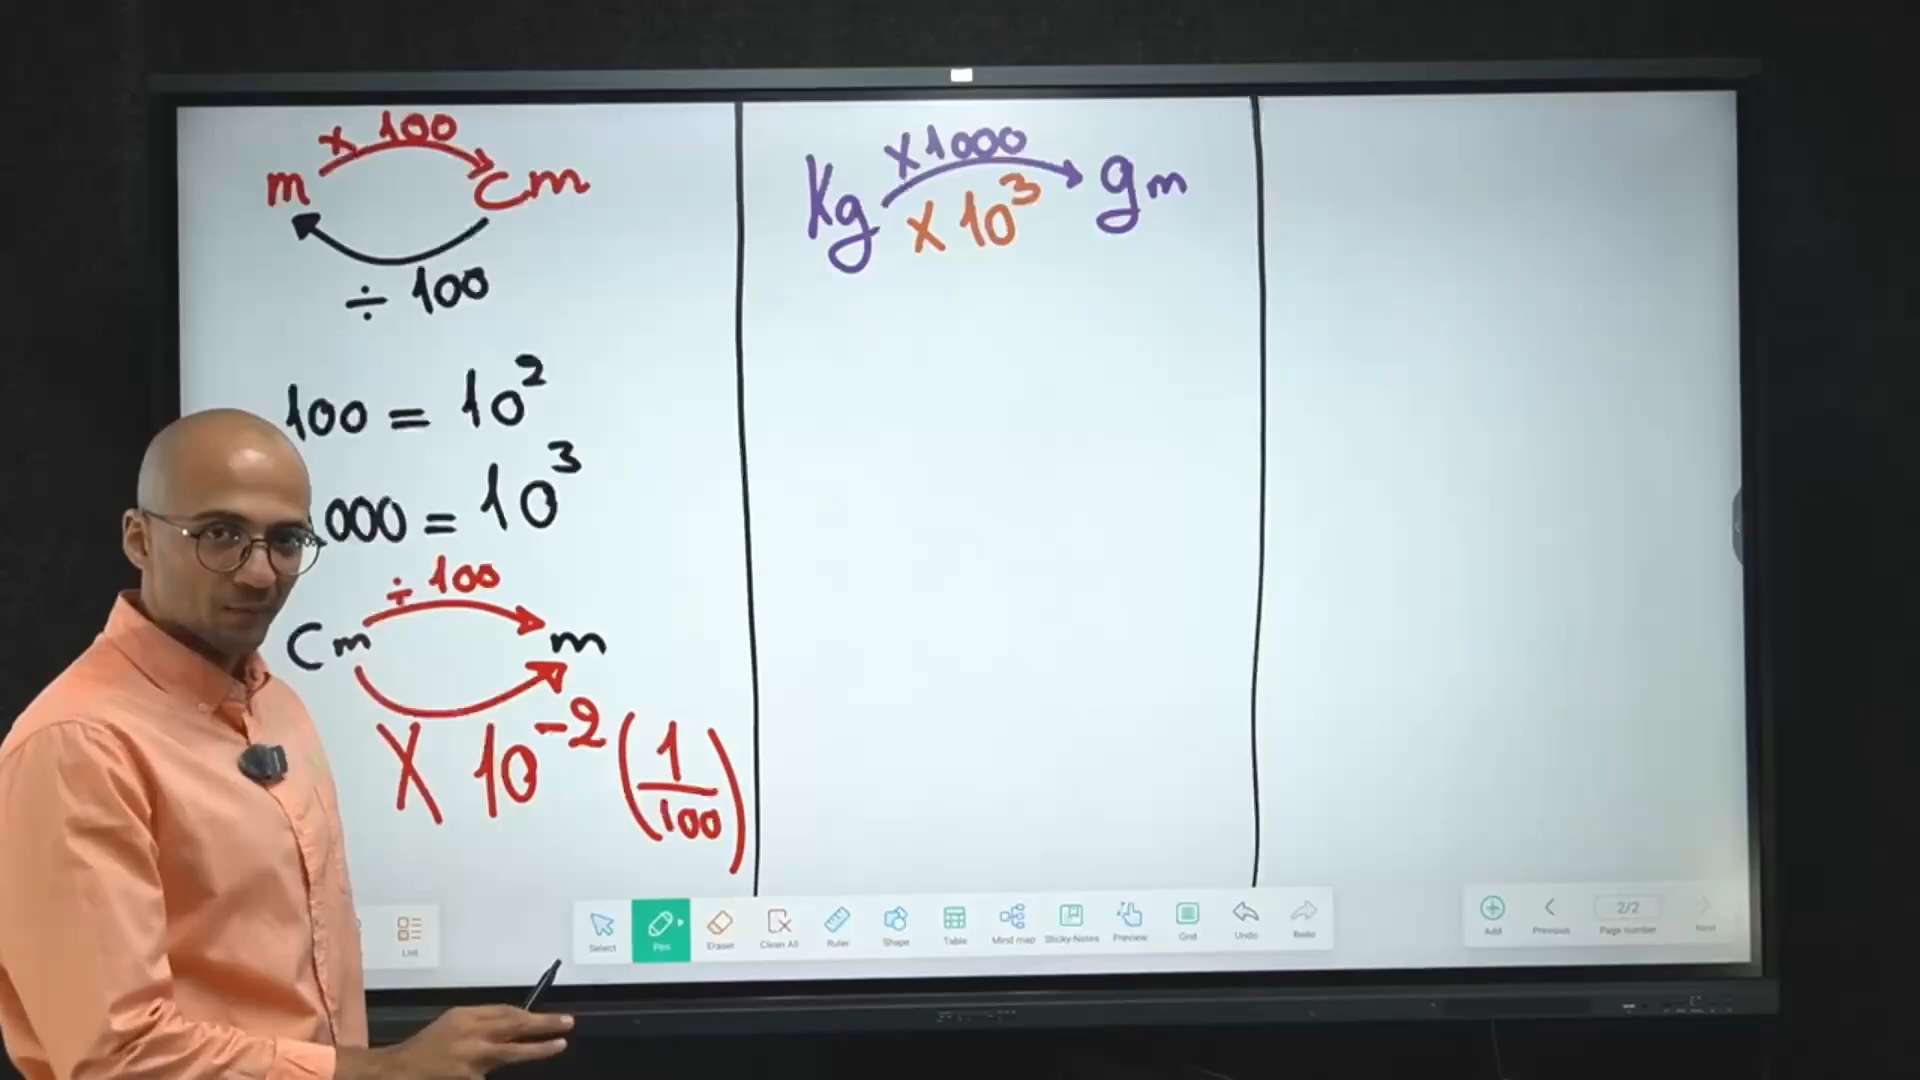 × 100
m cm
÷ 100
100 = 10²
000 = 10³
÷ 100
Cm m
× 10⁻² (1/100)
×1000
Kg gm
× 10³
List
Select Pen Eraser Clean All Ruler Shape Table Mind map Sticky-Notes Preview Grid Undo Redo
Add Previous 2/2 Page number Next